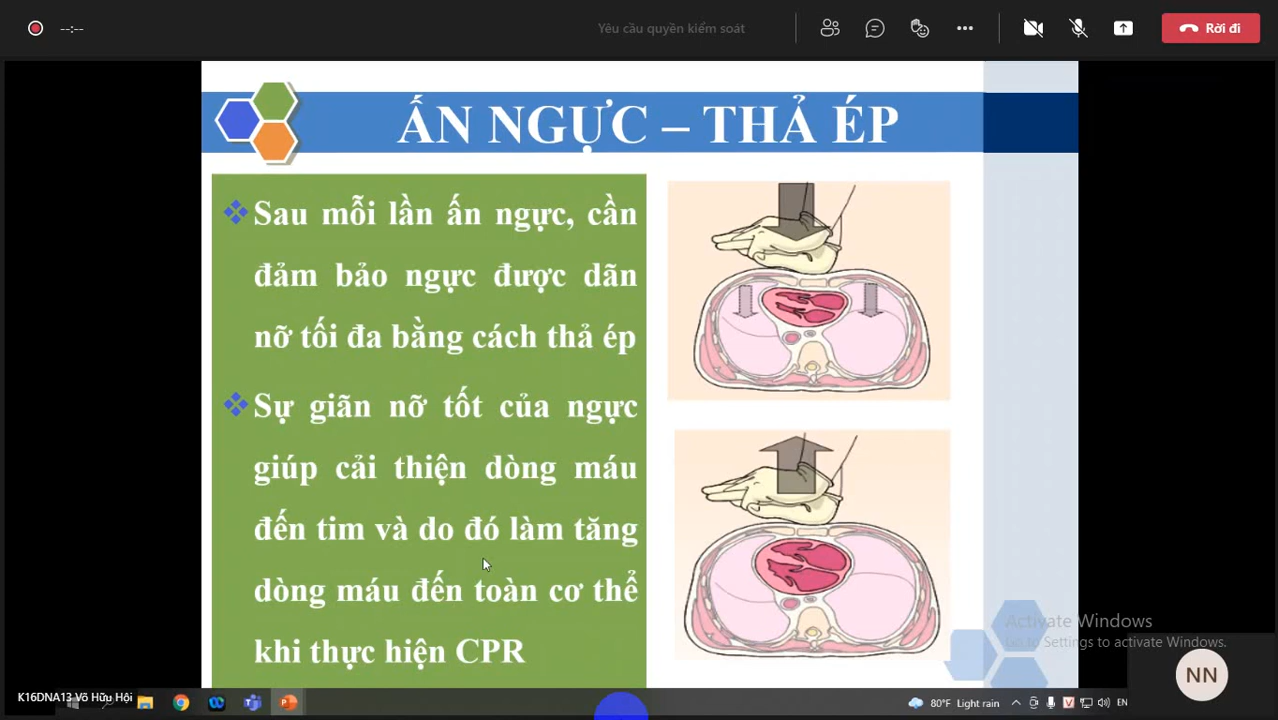 --:--
Yêu cầu quyền kiểm soát
Rời đi
ẤN NGỰC – THẢ ÉP
Sau mỗi lần ấn ngực, cần
đảm bảo ngực được dãn
nỡ tối đa bằng cách thả ép
Sự giãn nỡ tốt của ngực
giúp cải thiện dòng máu
đến tim và do đó làm tăng
dòng máu đến toàn cơ thể
khi thực hiện CPR
Activate Windows
Go to Settings to activate Windows.
NN
K16DNA13 Võ Hữu Hội
80°F Light rain
V
EN